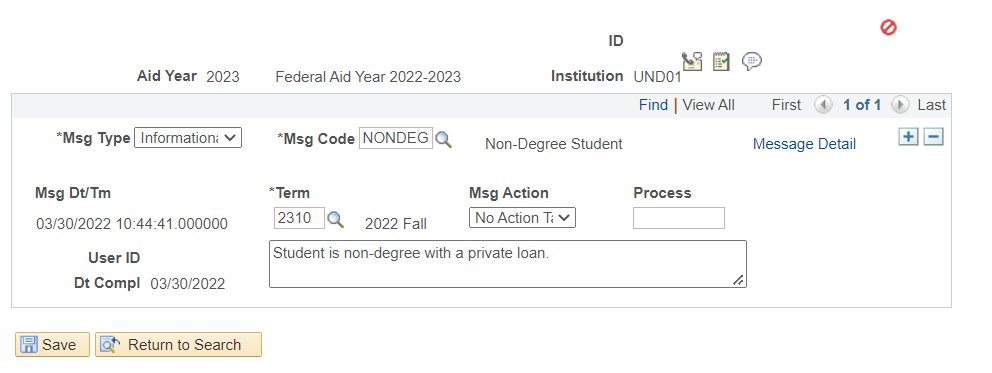 ID
Aid Year 2023 Federal Aid Year 2022-2023 Institution UND01
Find | View All First 1 of 1 Last
*Msg Type Informationa *Msg Code NONDEG Non-Degree Student Message Detail
Msg Dt/Tm *Term Msg Action Process
03/30/2022 10:44:41.000000 2310 2022 Fall No Action Ta
User ID Student is non-degree with a private loan.
Dt Compl 03/30/2022
Save Return to Search